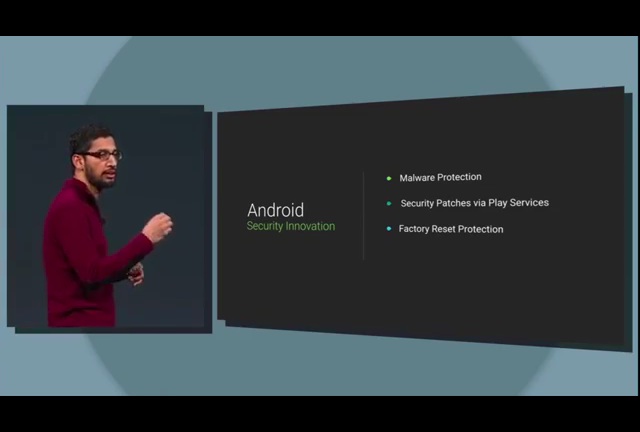 Android
Security Innovation
Malware Protection
Security Patches via Play Services
Factory Reset Protection